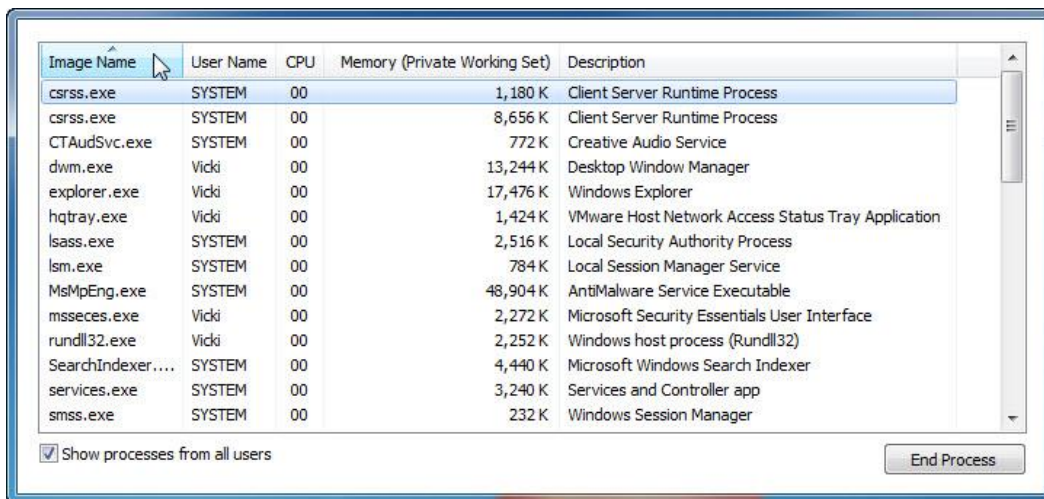 Image Name User Name CPU Memory (Private Working Set) Description
csrss.exe SYSTEM 00 1,180 K Client Server Runtime Process
csrss.exe SYSTEM 00 8,656 K Client Server Runtime Process
CTAudSvc.exe SYSTEM 00 772 K Creative Audio Service
dwm.exe Vicki 00 13,244 K Desktop Window Manager
explorer.exe Vicki 00 17,476 K Windows Explorer
hqtray.exe Vicki 00 1,424 K VMware Host Network Access Status Tray Application
lsass.exe SYSTEM 00 2,516 K Local Security Authority Process
lsm.exe SYSTEM 00 784 K Local Session Manager Service
MsMpEng.exe SYSTEM 00 48,904 K AntiMalware Service Executable
msseces.exe Vicki 00 2,272 K Microsoft Security Essentials User Interface
rundll32.exe Vicki 00 2,252 K Windows host process (Rundll32)
SearchIndexer.... SYSTEM 00 4,440 K Microsoft Windows Search Indexer
services.exe SYSTEM 00 3,240 K Services and Controller app
smss.exe SYSTEM 00 232 K Windows Session Manager
Show processes from all users
End Process